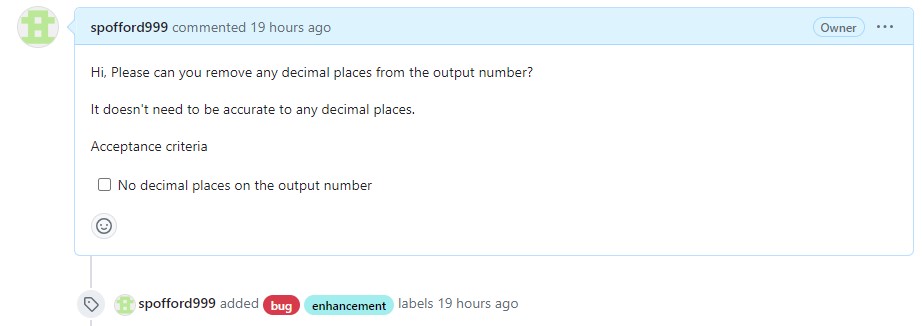 spofford999 commented 19 hours ago Owner
Hi, Please can you remove any decimal places from the output number?
It doesn't need to be accurate to any decimal places.
Acceptance criteria
No decimal places on the output number
spofford999 added bug enhancement labels 19 hours ago